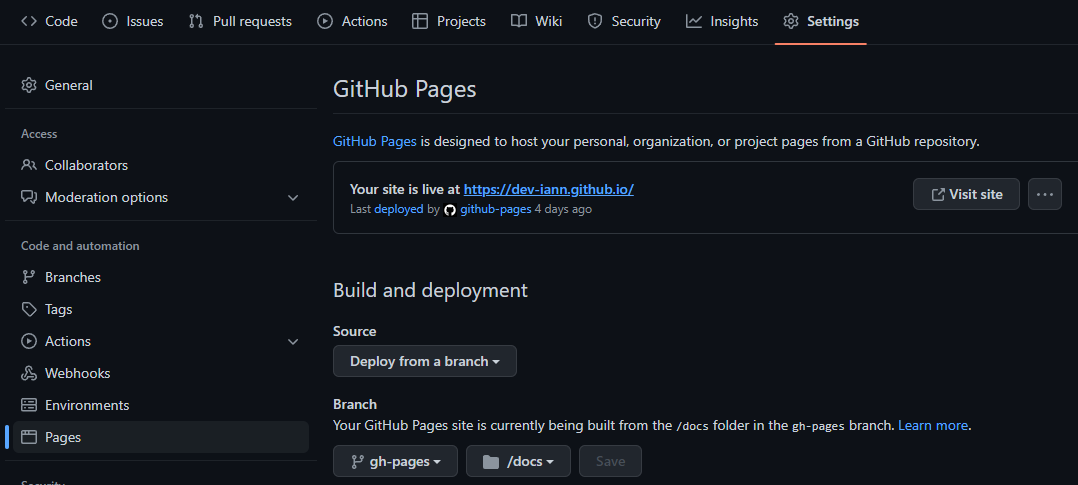 Code Issues Pull requests Actions Projects Wiki Security Insights Settings
General
Access
Collaborators
Moderation options
Code and automation
Branches
Tags
Actions
Webhooks
Environments
Pages
Security
GitHub Pages
GitHub Pages is designed to host your personal, organization, or project pages from a GitHub repository.
Your site is live at https://dev-iann.github.io/
Last deployed by github-pages 4 days ago
Visit site
Build and deployment
Source
Deploy from a branch
Branch
Your GitHub Pages site is currently being built from the /docs folder in the gh-pages branch. Learn more.
gh-pages /docs Save